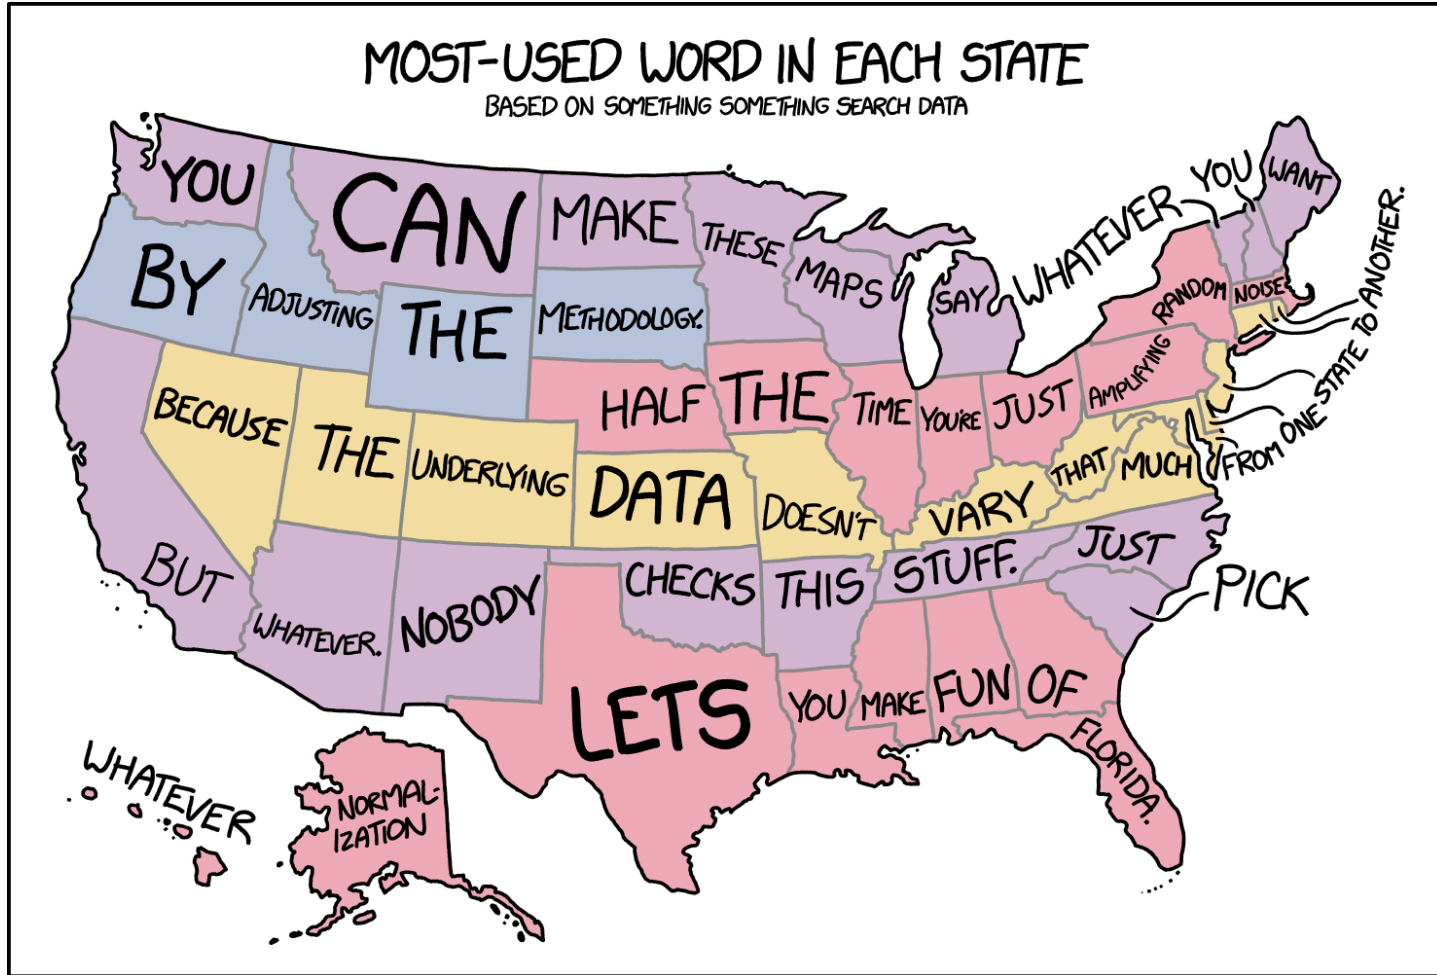 MOST-USED WORD IN EACH STATE
BASED ON SOMETHING SOMETHING SEARCH DATA
YOU CAN MAKE THESE MAPS SAY WHATEVER YOU WANT
BY ADJUSTING THE METHODOLOGY.
HALF THE TIME YOU'RE JUST AMPLIFYING RANDOM NOISE
BECAUSE THE UNDERLYING DATA DOESN'T VARY THAT MUCH FROM ONE STATE TO ANOTHER.
BUT WHATEVER. NOBODY CHECKS THIS STUFF. JUST PICK
WHATEVER
NORMAL-
IZATION
LETS YOU MAKE FUN OF FLORIDA.